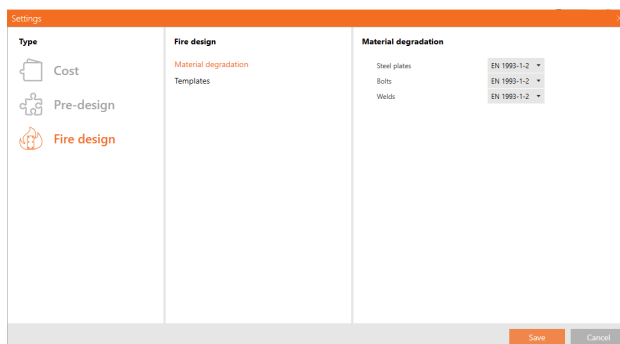 Settings
Type
Cost
Pre-design
Fire design
Fire design
Material degradation
Templates
Material degradation
Steel plates EN 1993-1-2
Bolts EN 1993-1-2
Welds EN 1993-1-2
Save Cancel